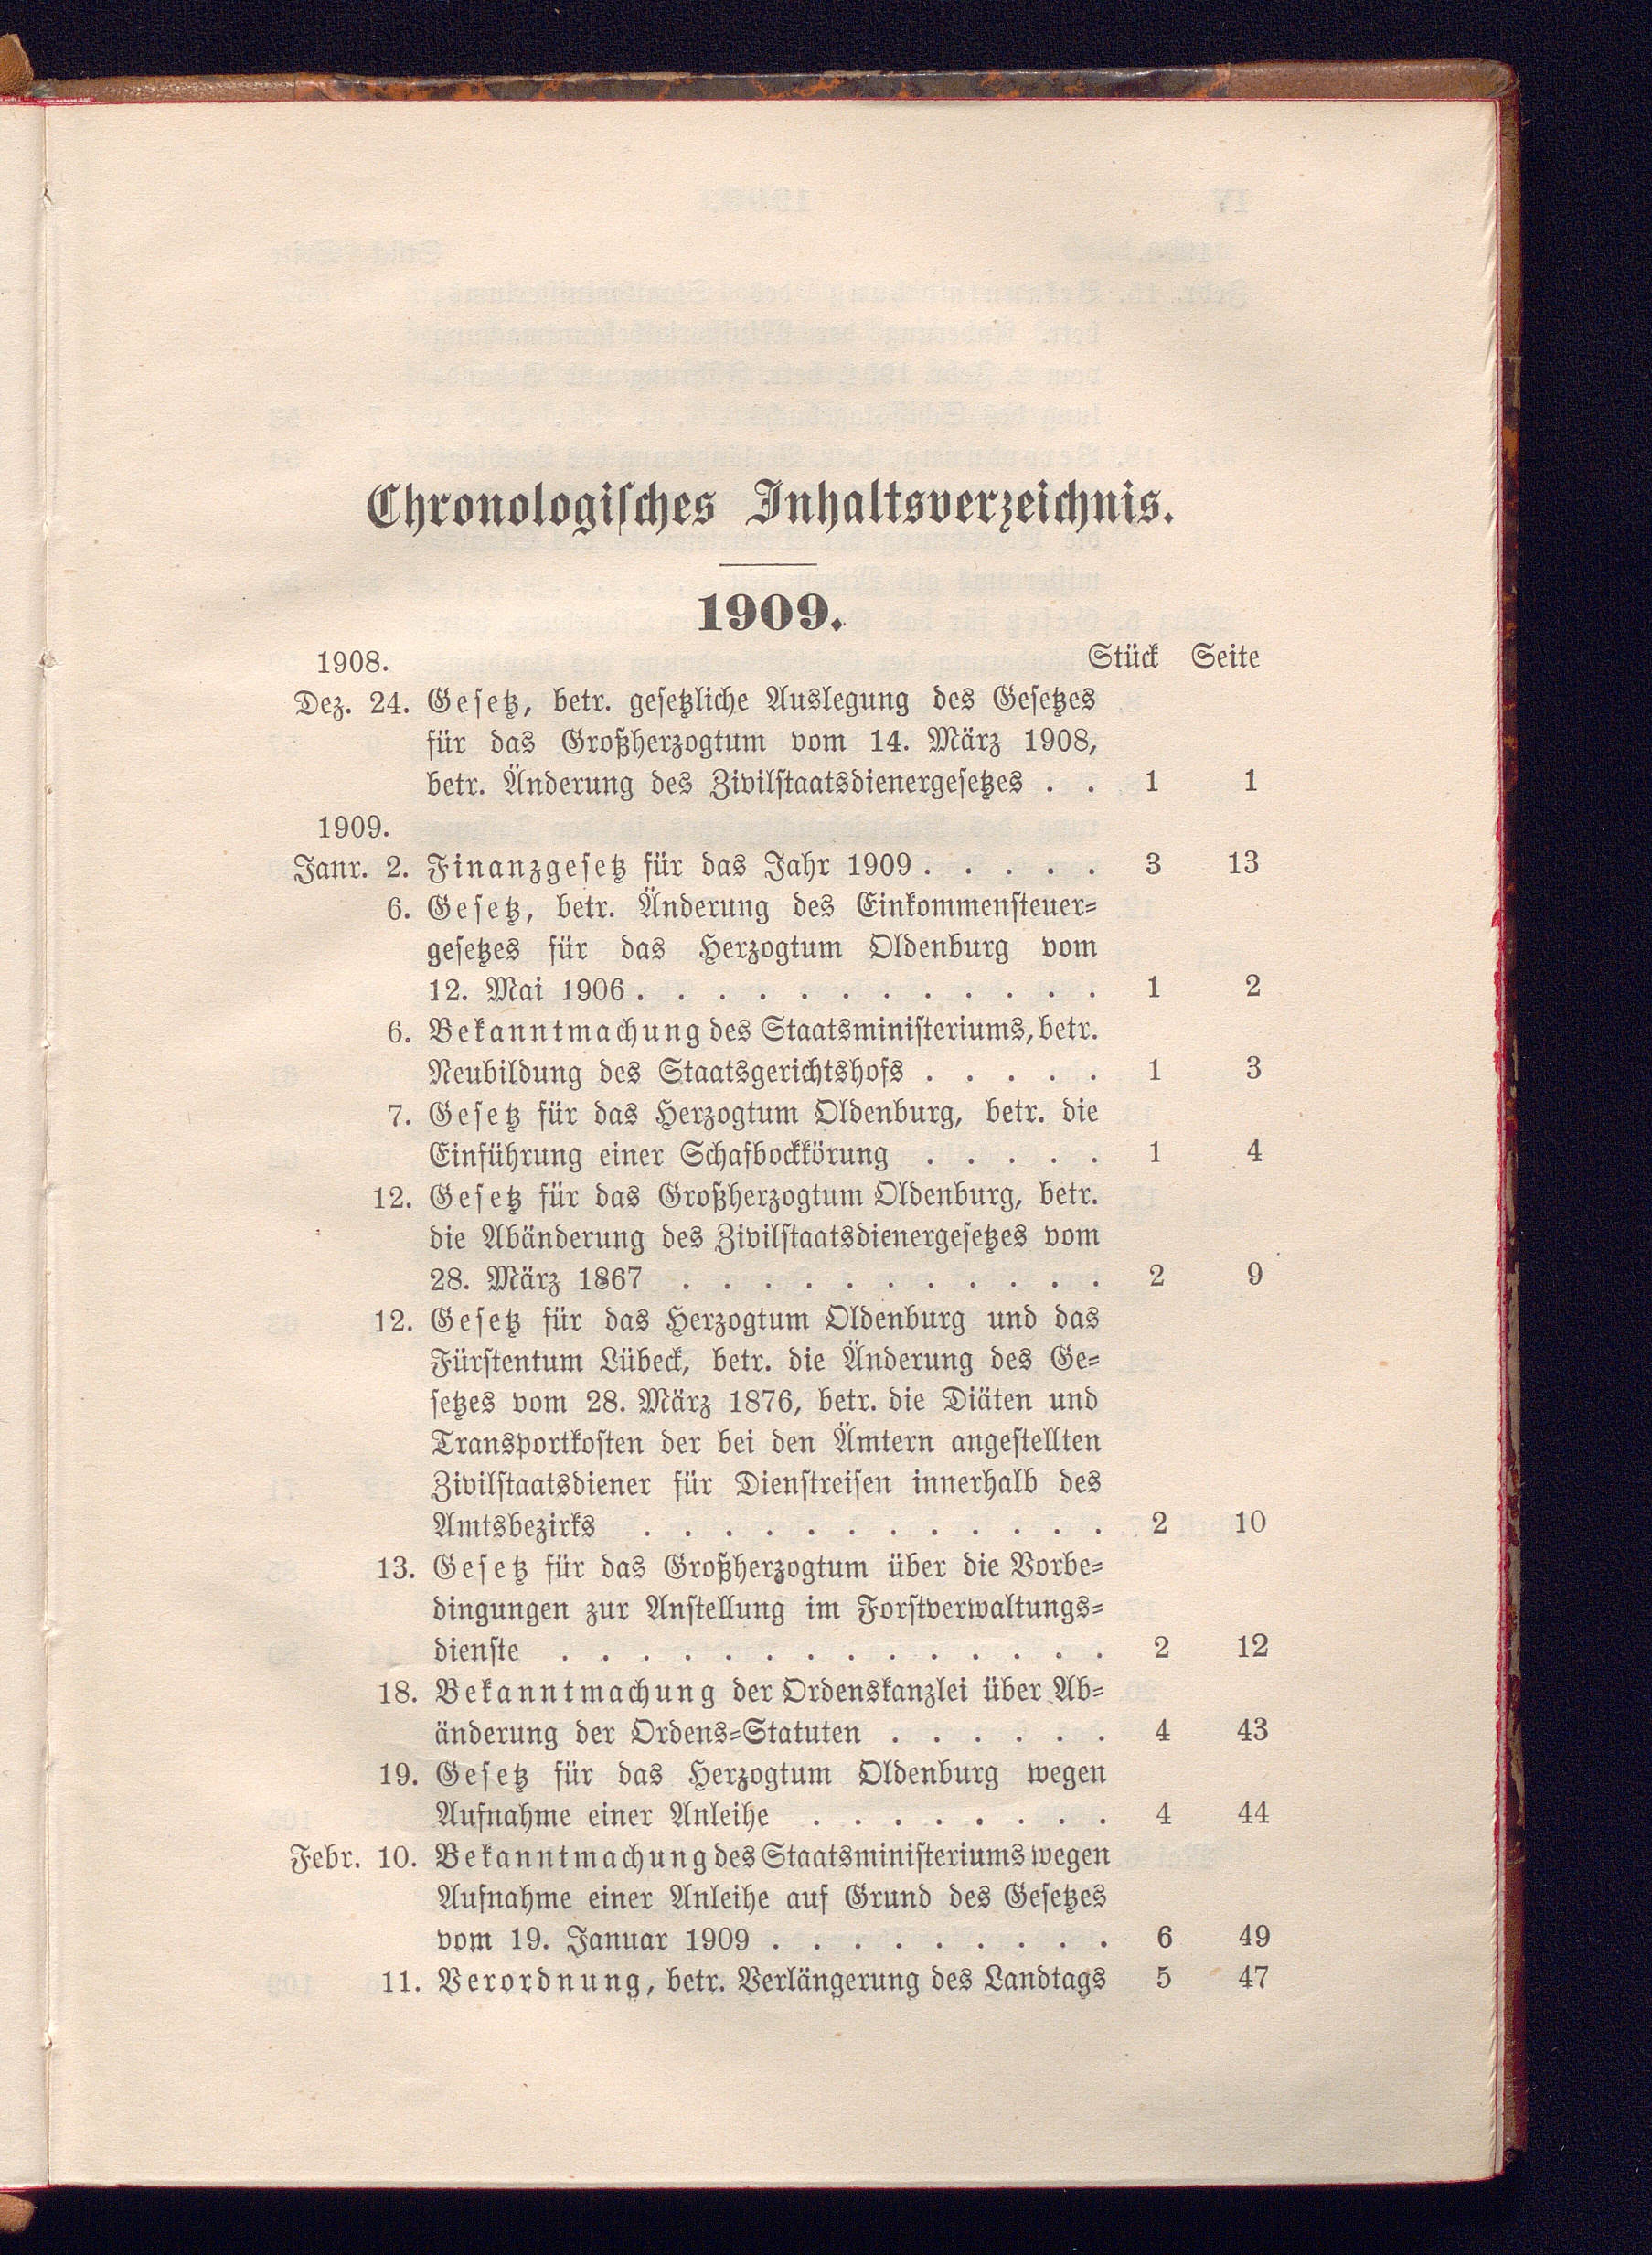 Chronologisches Inhaltsverzeichnis.
1909.
1908. Stück Seite
Dez. 24. Gesetz, betr. gesetzliche Auslegung des Gesetzes
für das Großherzogtum vom 14. März 1908,
betr. Änderung des Zivilstaatsdienergesetzes . . 1 1
1909.
Janr. 2. Finanzgesetz für das Jahr 1909 . . . . . 3 13
6. Gesetz, betr. Änderung des Einkommensteuer-
gesetzes für das Herzogtum Oldenburg vom
12. Mai 1906 . . . . . . . . . . . . 1 2
6. Bekanntmachung des Staatsministeriums, betr.
Neubildung des Staatsgerichtshofs . . . . . 1 3
7. Gesetz für das Herzogtum Oldenburg, betr. die
Einführung einer Schafbockkörung . . . . . 1 4
12. Gesetz für das Großherzogtum Oldenburg, betr.
die Abänderung des Zivilstaatsdienergesetzes vom
28. März 1867 . . . . . . . . . . . 2 9
12. Gesetz für das Herzogtum Oldenburg und das
Fürstentum Lübeck, betr. die Änderung des Ge-
setzes vom 28. März 1876, betr. die Diäten und
Transportkosten der bei den Ämtern angestellten
Zivilstaatsdiener für Dienstreisen innerhalb des
Amtsbezirks . . . . . . . . . . . . 2 10
13. Gesetz für das Großherzogtum über die Vorbe-
dingungen zur Anstellung im Forstverwaltungs-
dienste . . . . . . . . . . . . . . 2 12
18. Bekanntmachung der Ordenskanzlei über Ab-
änderung der Ordens-Statuten . . . . . . 4 43
19. Gesetz für das Herzogtum Oldenburg wegen
Aufnahme einer Anleihe . . . . . . . . 4 44
Febr. 10. Bekanntmachung des Staatsministeriums wegen
Aufnahme einer Anleihe auf Grund des Gesetzes
vom 19. Januar 1909 . . . . . . . . . 6 49
11. Verordnung, betr. Verlängerung des Landtags 5 47